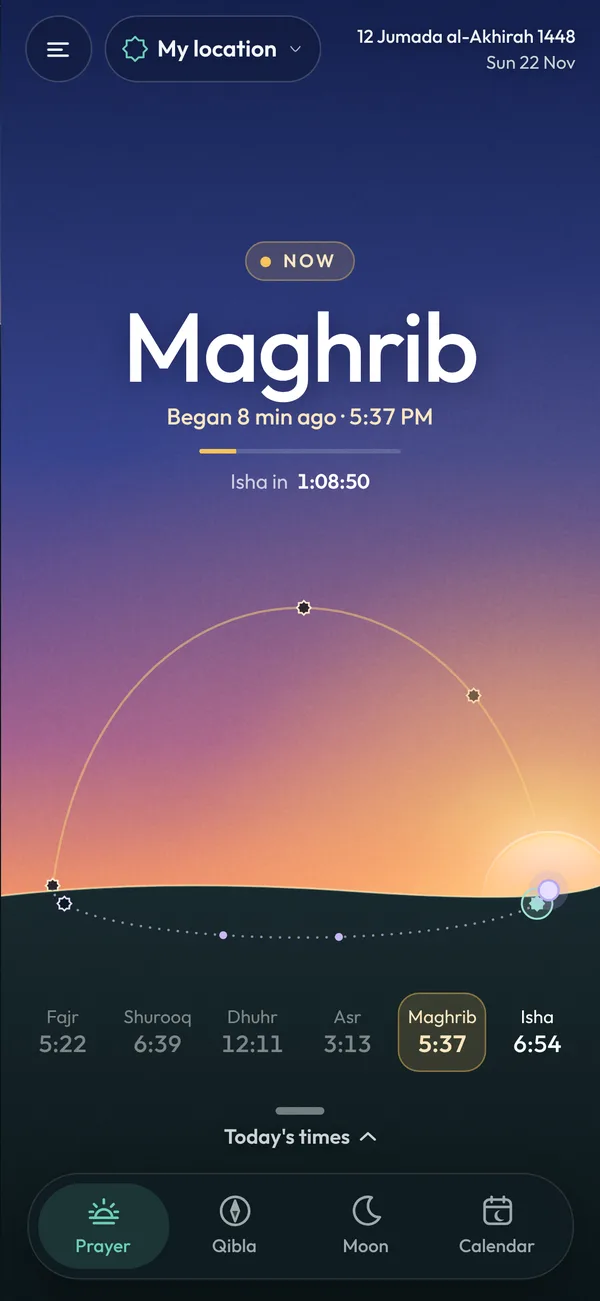 My location
12 Jumada al-Akhirah 1448
Sun 22 Nov
NOW
Maghrib
Began 8 min ago · 5:37 PM
Isha in 1:08:50
Fajr Shurooq Dhuhr Asr Maghrib Isha
5:22 6:39 12:11 3:13 5:37 6:54
Today's times
Prayer Qibla Moon Calendar